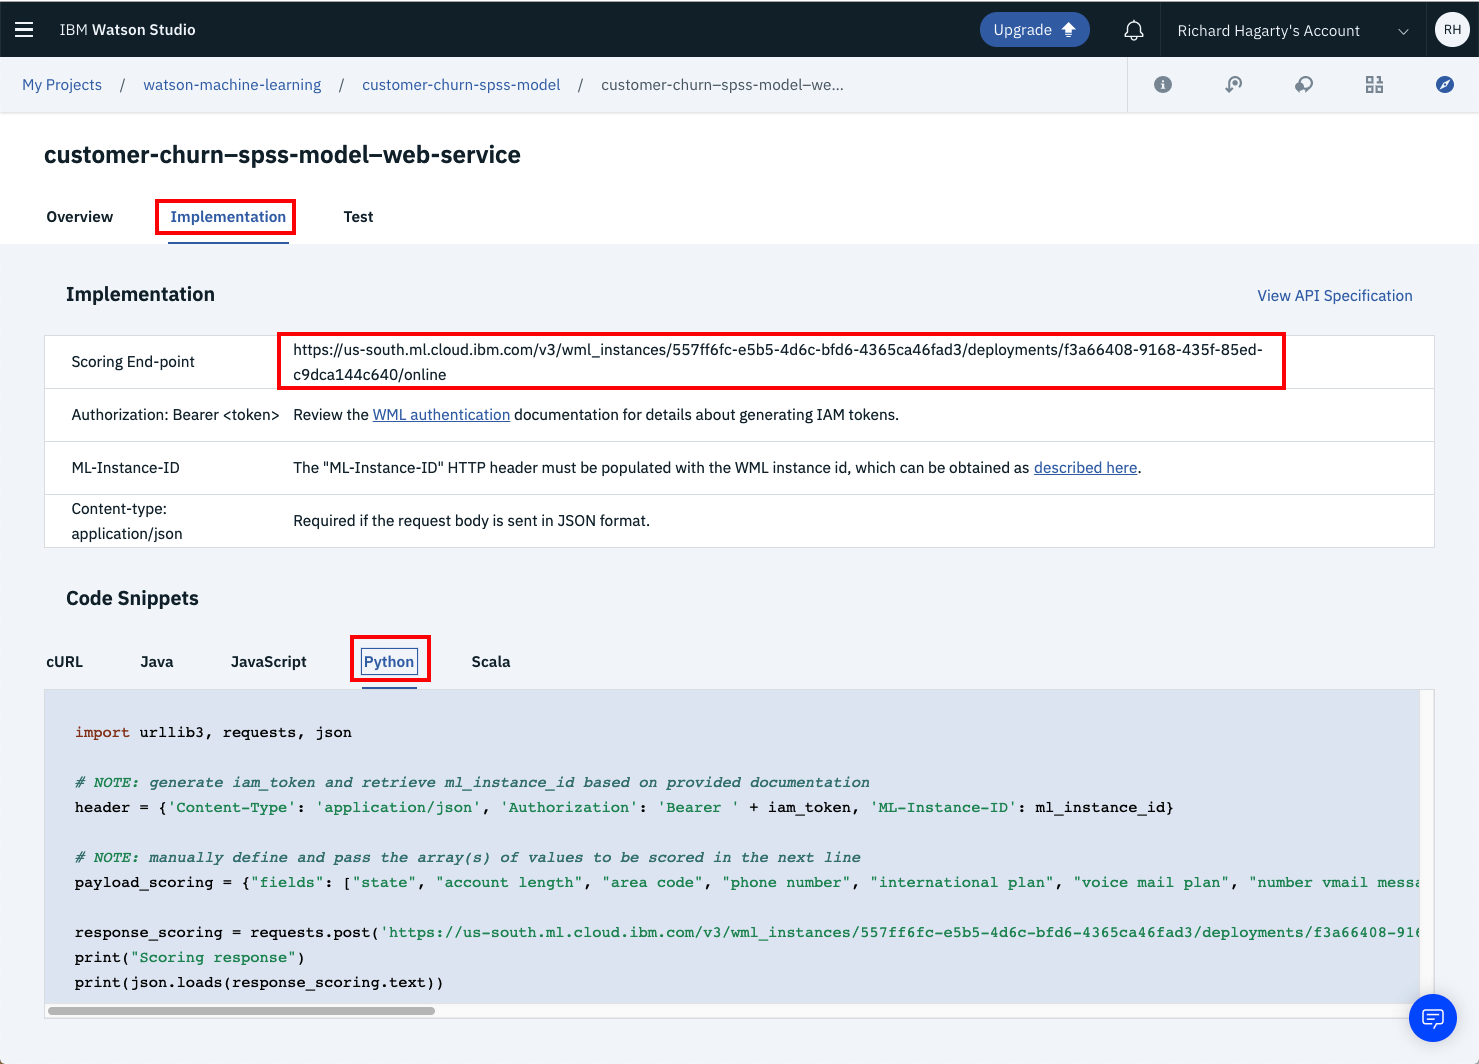 IBM Watson Studio
Upgrade
Richard Hagarty's Account
RH
My Projects / watson-machine-learning / customer-churn-spss-model / customer-churn–spss-model–we...
customer-churn–spss-model–web-service
Overview
Implementation
Test
Implementation
View API Specification
Scoring End-point
https://us-south.ml.cloud.ibm.com/v3/wml_instances/557ff6fc-e5b5-4d6c-bfd6-4365ca46fad3/deployments/f3a66408-9168-435f-85ed-
c9dca144c640/online
Authorization: Bearer <token>
Review the WML authentication documentation for details about generating IAM tokens.
ML-Instance-ID
The "ML-Instance-ID" HTTP header must be populated with the WML instance id, which can be obtained as described here.
Content-type:
application/json
Required if the request body is sent in JSON format.
Code Snippets
cURL
Java
JavaScript
Python
Scala
import urllib3, requests, json
# NOTE: generate iam_token and retrieve ml_instance_id based on provided documentation
header = {'Content-Type': 'application/json', 'Authorization': 'Bearer ' + iam_token, 'ML-Instance-ID': ml_instance_id}
# NOTE: manually define and pass the array(s) of values to be scored in the next line
payload_scoring = {"fields": ["state", "account length", "area code", "phone number", "international plan", "voice mail plan", "number vmail messa
response_scoring = requests.post('https://us-south.ml.cloud.ibm.com/v3/wml_instances/557ff6fc-e5b5-4d6c-bfd6-4365ca46fad3/deployments/f3a66408-916
print("Scoring response")
print(json.loads(response_scoring.text))